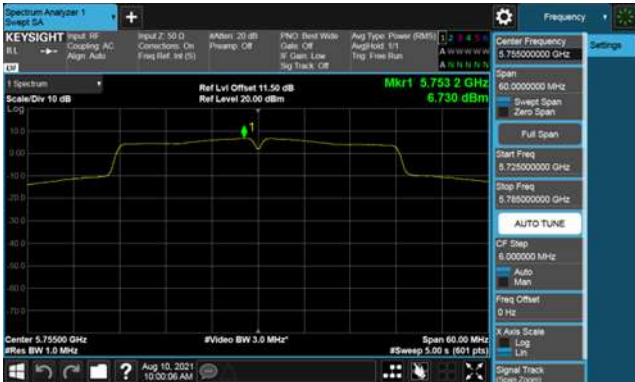 Spectrum Analyzer 1
Swept SA
Frequency
KEYSIGHT
RL
Input: RF
Coupling: AC
Align: Auto
Input Z: 50 Ω
Corrections: On
Freq Ref: Int (S)
#Atten: 20 dB
Preamp: Off
PNO: Best Wide
Gate: Off
IF Gain: Low
Sig Track: Off
Avg Type: Power (RMS)
Avg|Hold: 1/1
Trig: Free Run
1 2 3 4 5 6
A W W W W W
A N N N N N
LW
1 Spectrum
Scale/Div 10 dB
Log
Ref Lvl Offset 11.50 dB
Ref Level 20.00 dBm
Mkr1 5.753 2 GHz
6.730 dBm
10.0
0.00
-10.0
-20.0
-30.0
-40.0
-50.0
-60.0
-70.0
1
Center 5.75500 GHz
#Res BW 1.0 MHz
#Video BW 3.0 MHz*
Span 60.00 MHz
#Sweep 5.00 s (601 pts)
Center Frequency
5.755000000 GHz
Settings
Span
60.0000000 MHz
Swept Span
Zero Span
Full Span
Start Freq
5.725000000 GHz
Stop Freq
5.785000000 GHz
AUTO TUNE
CF Step
6.000000 MHz
Auto
Man
Freq Offset
0 Hz
X Axis Scale
Log
Lin
Signal Track
(Span Zoom)
?
Aug 10, 2021
10:00:06 AM